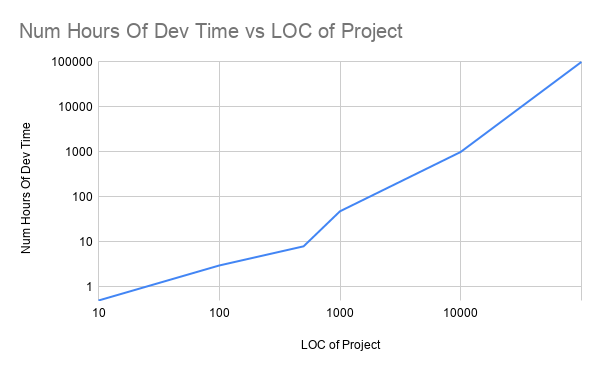 Num Hours Of Dev Time vs LOC of Project
100000
10000
1000
100
10
1
Num Hours Of Dev Time
10 100 1000 10000
LOC of Project